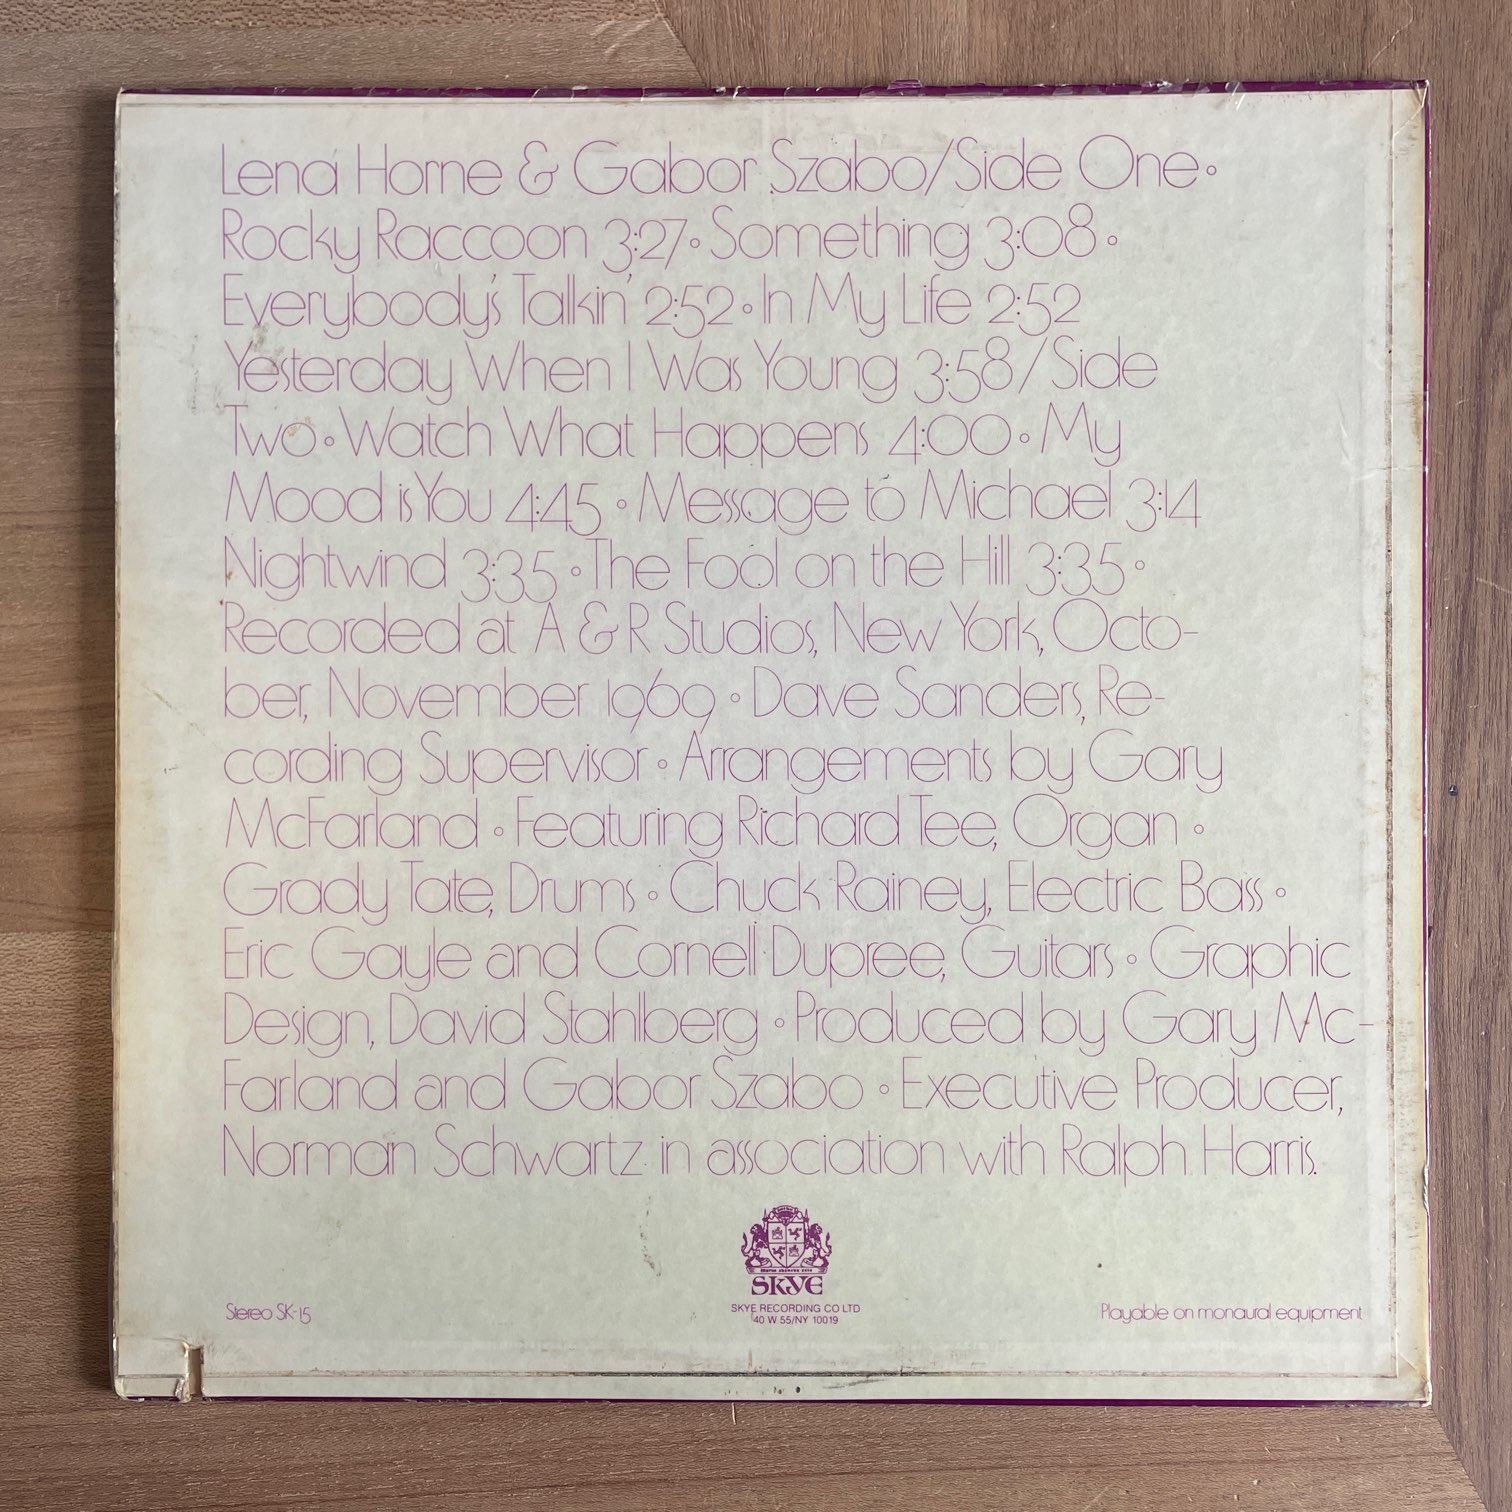 Lena Horne & Gabor Szabo/Side One°
Rocky Raccoon 3:27° Something 3:08°
Everybody's Talkin' 2:52°In My Life 2:52
Yesterday When I Was Young 3:58/Side
Two° Watch What Happens 4:00° My
Mood is You 4:45 ° Message to Michael 3:14
Nightwind 3:35 °The Fool on the Hill 3:35°
Recorded at A & R Studios, New York, Octo-
ber, November 1969 ° Dave Sanders, Re-
cording Supervisor ° Arrangements by Gary
McFarland ° Featuring Richard Tee, Organ °
Grady Tate, Drums ° Chuck Rainey, Electric Bass °
Eric Gayle and Cornell Dupree, Guitars ° Graphic
Design, David Stahlberg ° Produced by Gary Mc-
Farland and Gabor Szabo ° Executive Producer,
Norman Schwartz in association with Ralph Harris.
SKYE
SKYE RECORDING CO LTD
40 W 55/NY 10019
Stereo SK-15
Playable on monaural equipment